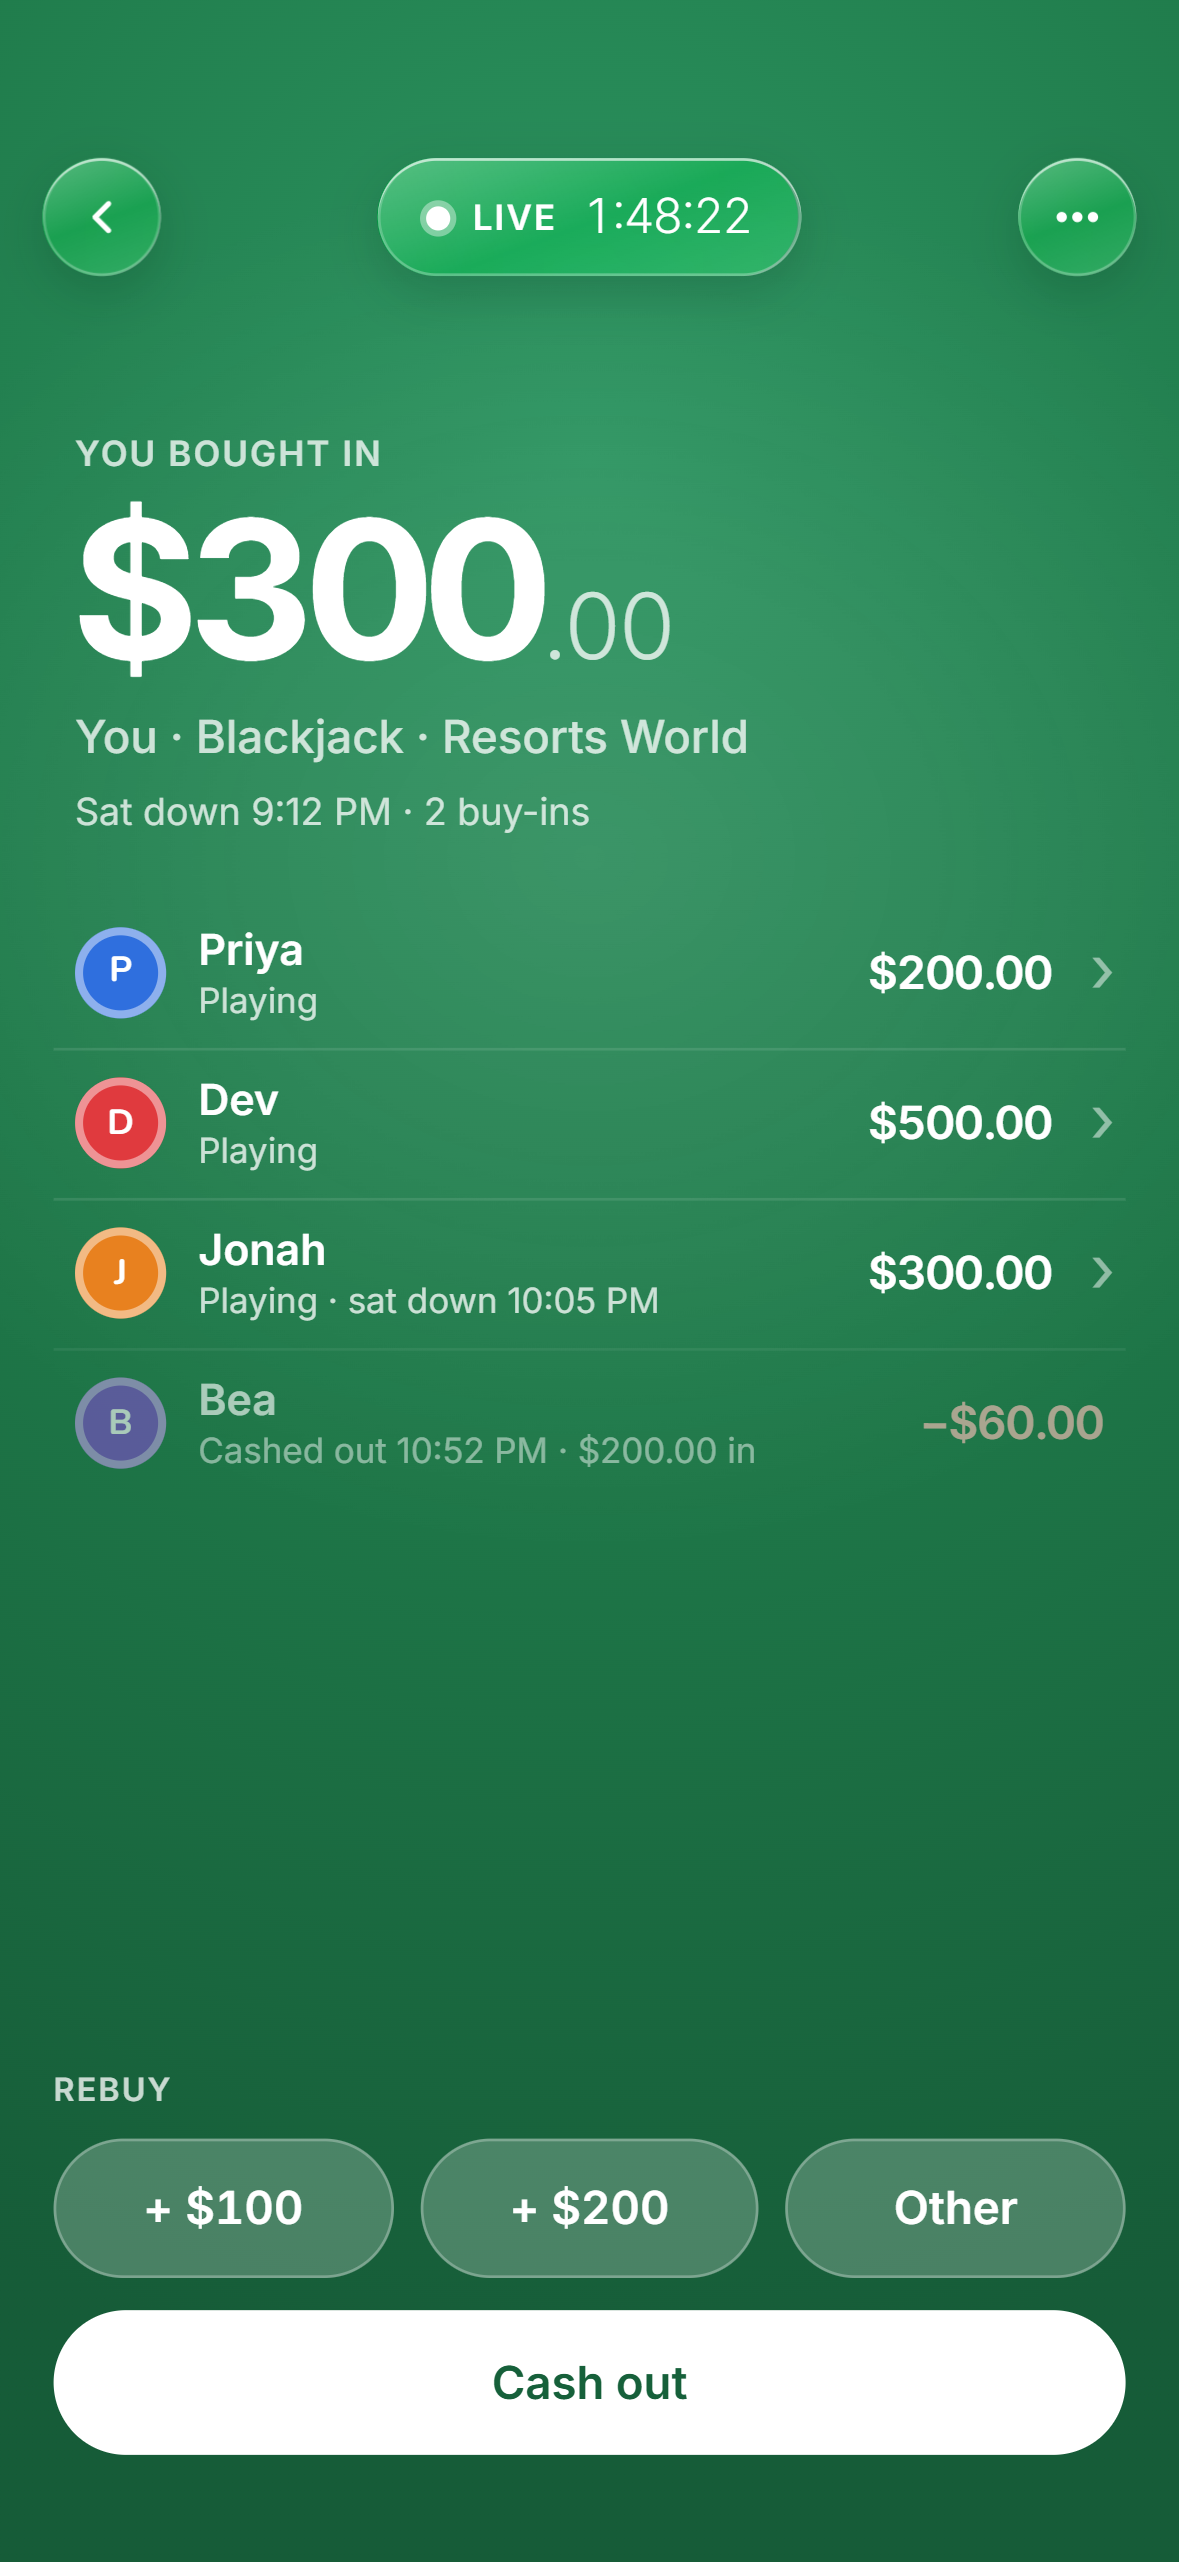 LIVE 1:48:22
YOU BOUGHT IN
$300.00
You · Blackjack · Resorts World
Sat down 9:12 PM · 2 buy-ins
P
Priya
Playing
$200.00
D
Dev
Playing
$500.00
J
Jonah
Playing · sat down 10:05 PM
$300.00
B
Bea
Cashed out 10:52 PM · $200.00 in
–$60.00
REBUY
+ $100
+ $200
Other
Cash out